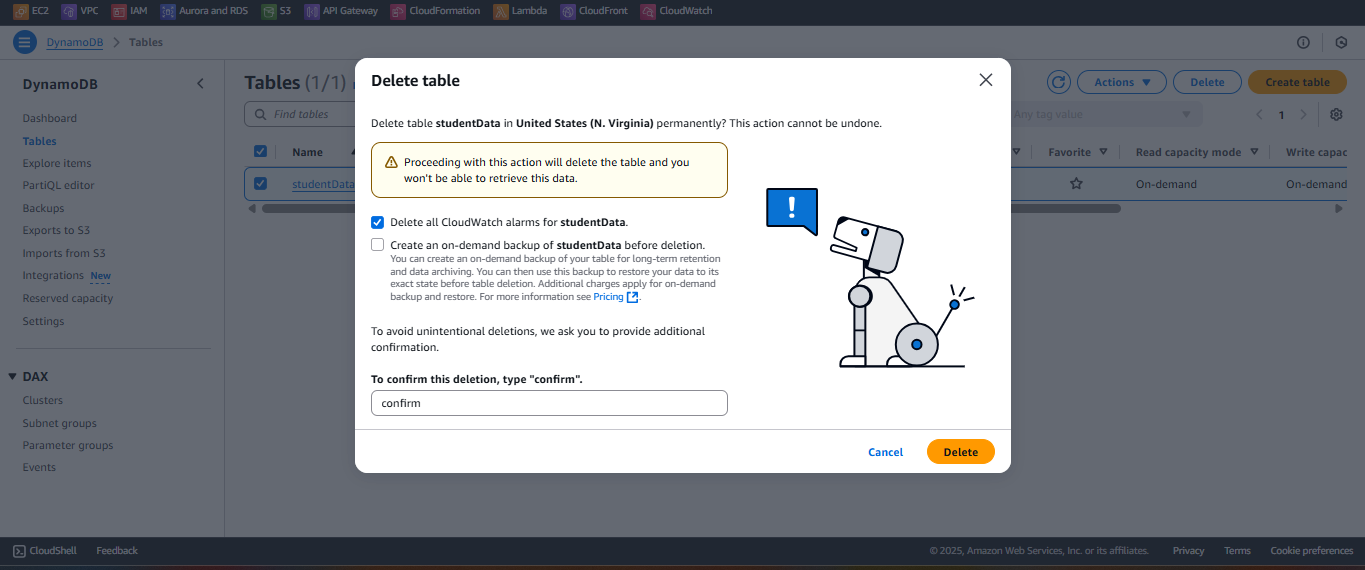 EC2 VPC IAM Aurora and RDS S3 API Gateway CloudFormation Lambda CloudFront CloudWatch
DynamoDB > Tables
DynamoDB
Dashboard
Tables
Explore items
PartiQL editor
Backups
Exports to S3
Imports from S3
Integrations New
Reserved capacity
Settings
DAX
Clusters
Subnet groups
Parameter groups
Events
Tables (1/1)
Actions
Delete
Create table
Find tables
Any tag value
1
Name
Favorite
Read capacity mode
Write capac
studentData
On-demand
On-demand
Delete table
Delete table studentData in United States (N. Virginia) permanently? This action cannot be undone.
Proceeding with this action will delete the table and you
won't be able to retrieve this data.
!
Delete all CloudWatch alarms for studentData.
Create an on-demand backup of studentData before deletion.
You can create an on-demand backup of your table for long-term retention
and data archiving. You can then use this backup to restore your data to its
exact state before table deletion. Additional charges apply for on-demand
backup and restore. For more information see Pricing.
To avoid unintentional deletions, we ask you to provide additional
confirmation.
To confirm this deletion, type "confirm".
confirm
Cancel
Delete
CloudShell
Feedback
© 2025, Amazon Web Services, Inc. or its affiliates.
Privacy
Terms
Cookie preferences